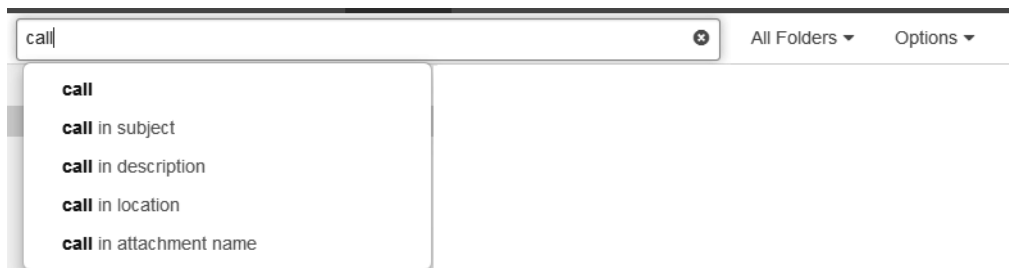 call All Folders Options
call
call in subject
call in description
call in location
call in attachment name